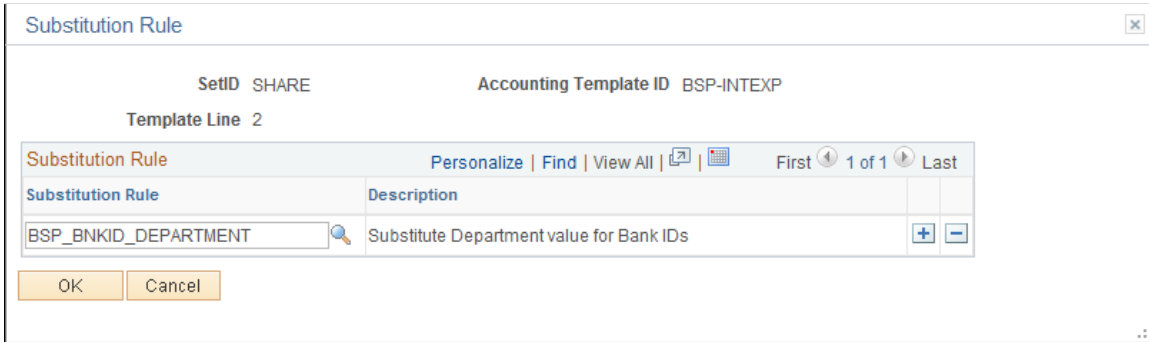 Substitution Rule
SetID SHARE Accounting Template ID BSP-INTEXP
Template Line 2
Substitution Rule Personalize | Find | View All | | First 1 of 1 Last
Substitution Rule Description
BSP_BNKID_DEPARTMENT Substitute Department value for Bank IDs
OK Cancel